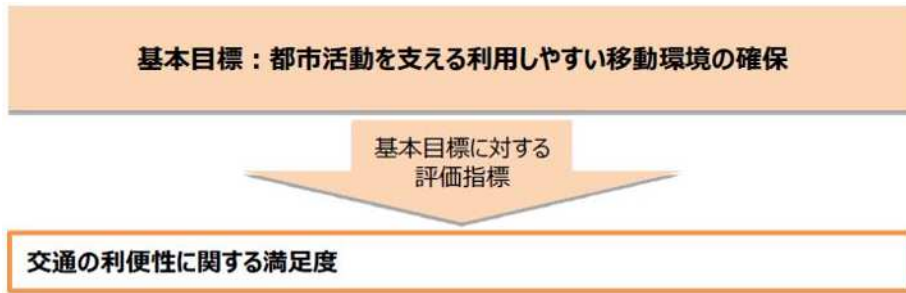 基本目標：都市活動を支える利用しやすい移動環境の確保
基本目標に対する
評価指標
交通の利便性に関する満足度